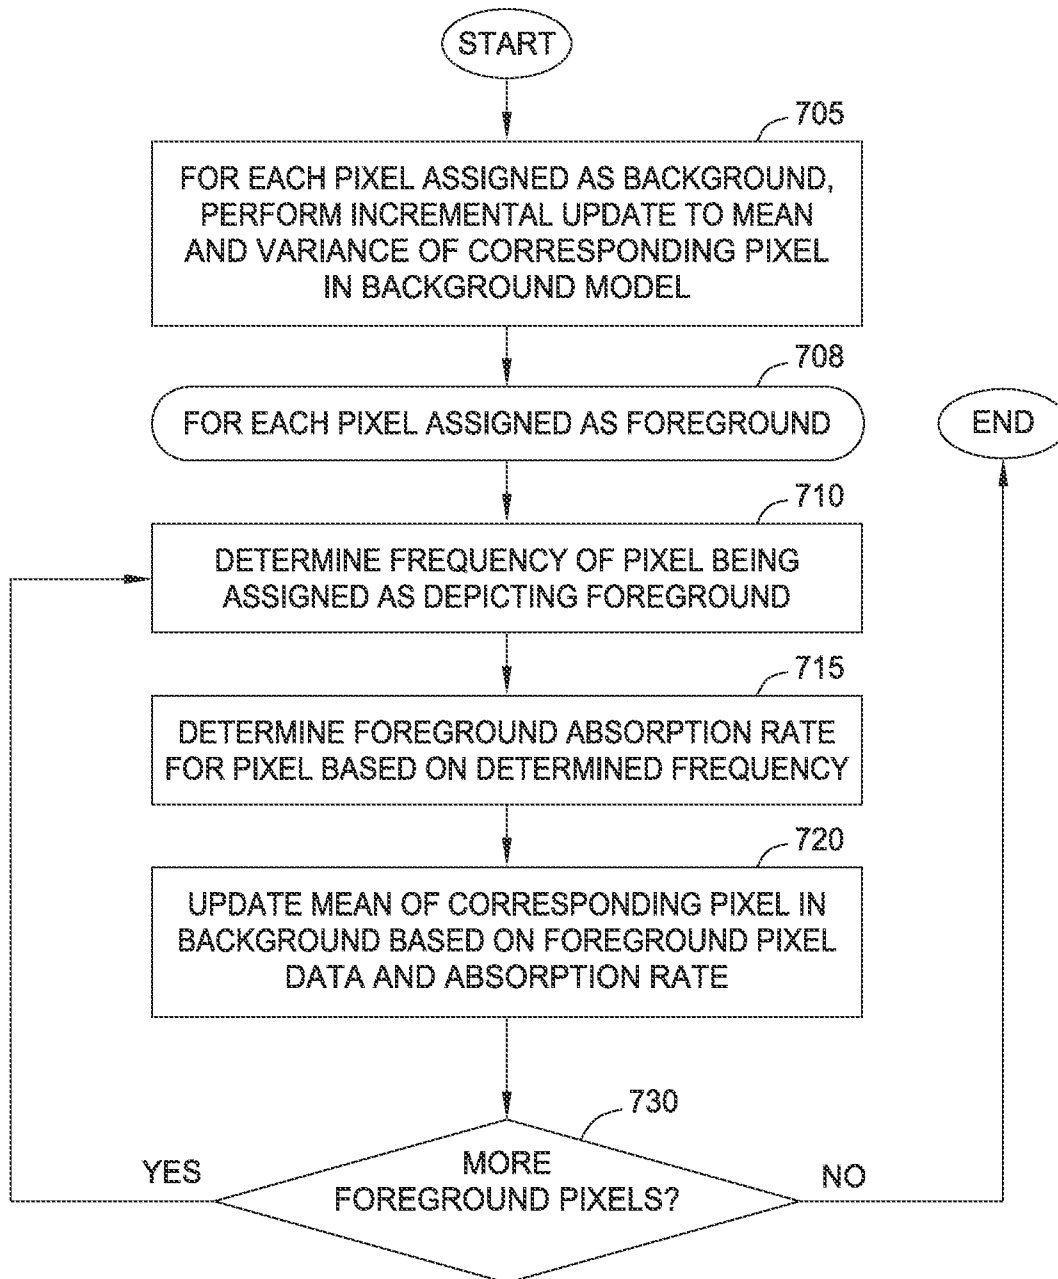 START
705
FOR EACH PIXEL ASSIGNED AS BACKGROUND,
PERFORM INCREMENTAL UPDATE TO MEAN
AND VARIANCE OF CORRESPONDING PIXEL
IN BACKGROUND MODEL
708
FOR EACH PIXEL ASSIGNED AS FOREGROUND
END
710
DETERMINE FREQUENCY OF PIXEL BEING
ASSIGNED AS DEPICTING FOREGROUND
715
DETERMINE FOREGROUND ABSORPTION RATE
FOR PIXEL BASED ON DETERMINED FREQUENCY
720
UPDATE MEAN OF CORRESPONDING PIXEL IN
BACKGROUND BASED ON FOREGROUND PIXEL
DATA AND ABSORPTION RATE
730
YES
MORE
FOREGROUND PIXELS?
NO